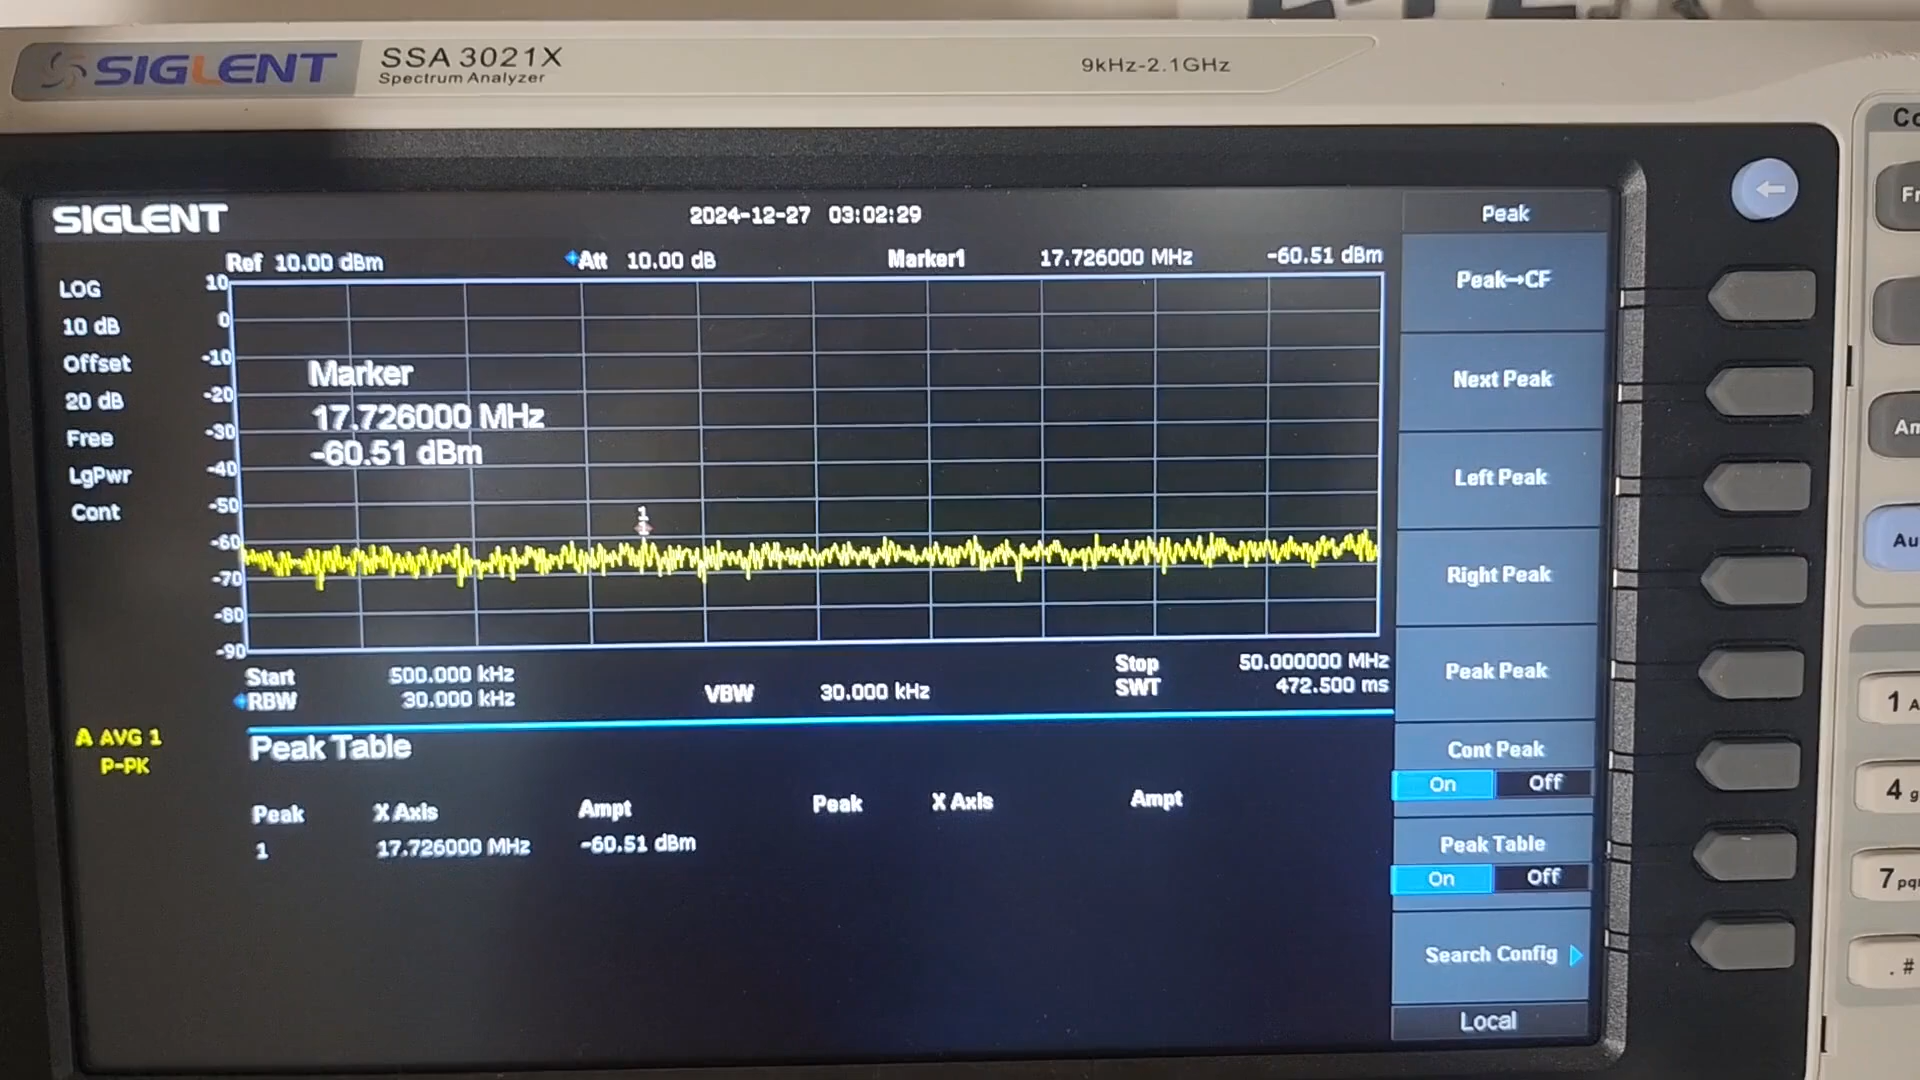 SIGLENT SSA 3021X 9kHz-2.1GHz
Spectrum Analyzer
SIGLENT 2024-12-27 03:02:29 Peak
Ref 10.00 dBm Att 10.00 dB Marker1 17.726000 MHz -60.51 dBm
LOG
10 dB
Offset
20 dB
Free
LgPwr
Cont
10
0
-10
-20
-30
-40
-50
-60
-70
-80
-90
Marker
17.726000 MHz
-60.51 dBm
1
Start 500.000 kHz Stop 50.000000 MHz
RBW 30.000 kHz VBW 30.000 kHz SWT 472.500 ms
A AVG 1
P-PK
Peak Table
Peak X Axis Ampt Peak X Axis Ampt
1 17.726000 MHz -60.51 dBm
Peak→CF
Next Peak
Left Peak
Right Peak
Peak Peak
Cont Peak
On Off
Peak Table
On Off
Search Config
Local
1
4
7
. #